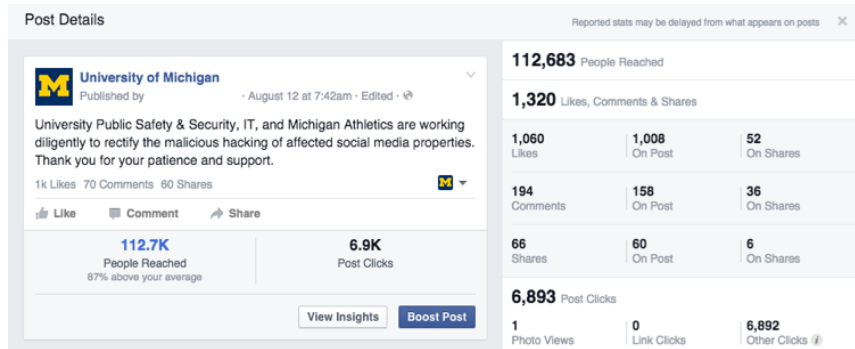 Post Details
Reported stats may be delayed from what appears on posts
University of Michigan
Published by · August 12 at 7:42am · Edited ·
University Public Safety & Security, IT, and Michigan Athletics are working
diligently to rectify the malicious hacking of affected social media properties.
Thank you for your patience and support.
1k Likes 70 Comments 60 Shares
Like Comment Share
112.7K 6.9K
People Reached Post Clicks
87% above your average
View Insights Boost Post
112,683 People Reached
1,320 Likes, Comments & Shares
1,060 1,008 52
Likes On Post On Shares
194 158 36
Comments On Post On Shares
66 60 6
Shares On Post On Shares
6,893 Post Clicks
1 0 6,892
Photo Views Link Clicks Other Clicks